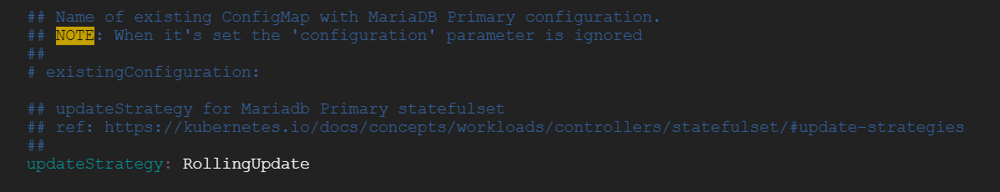 ## Name of existing ConfigMap with MariaDB Primary configuration.
## NOTE: When it's set the 'configuration' parameter is ignored
##
# existingConfiguration:
## updateStrategy for Mariadb Primary statefulset
## ref: https://kubernetes.io/docs/concepts/workloads/controllers/statefulset/#update-strategies
##
updateStrategy: RollingUpdate